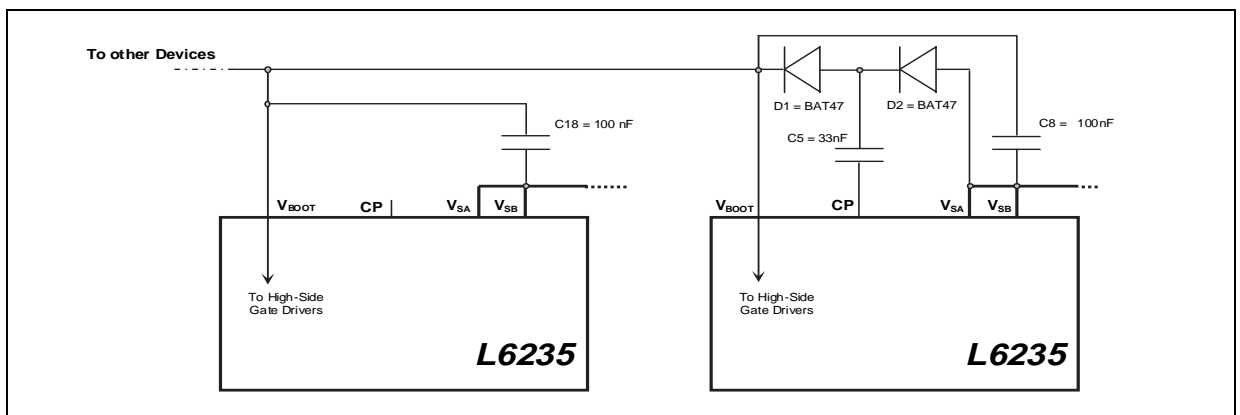 To other Devices
D1 = BAT47
D2 = BAT47
C18 = 100 nF
C8 = 100nF
C5 = 33nF
VBOOT
CP
VSA
VSB
VBOOT
CP
VSA
VSB
To High-Side
Gate Drivers
To High-Side
Gate Drivers
L6235
L6235